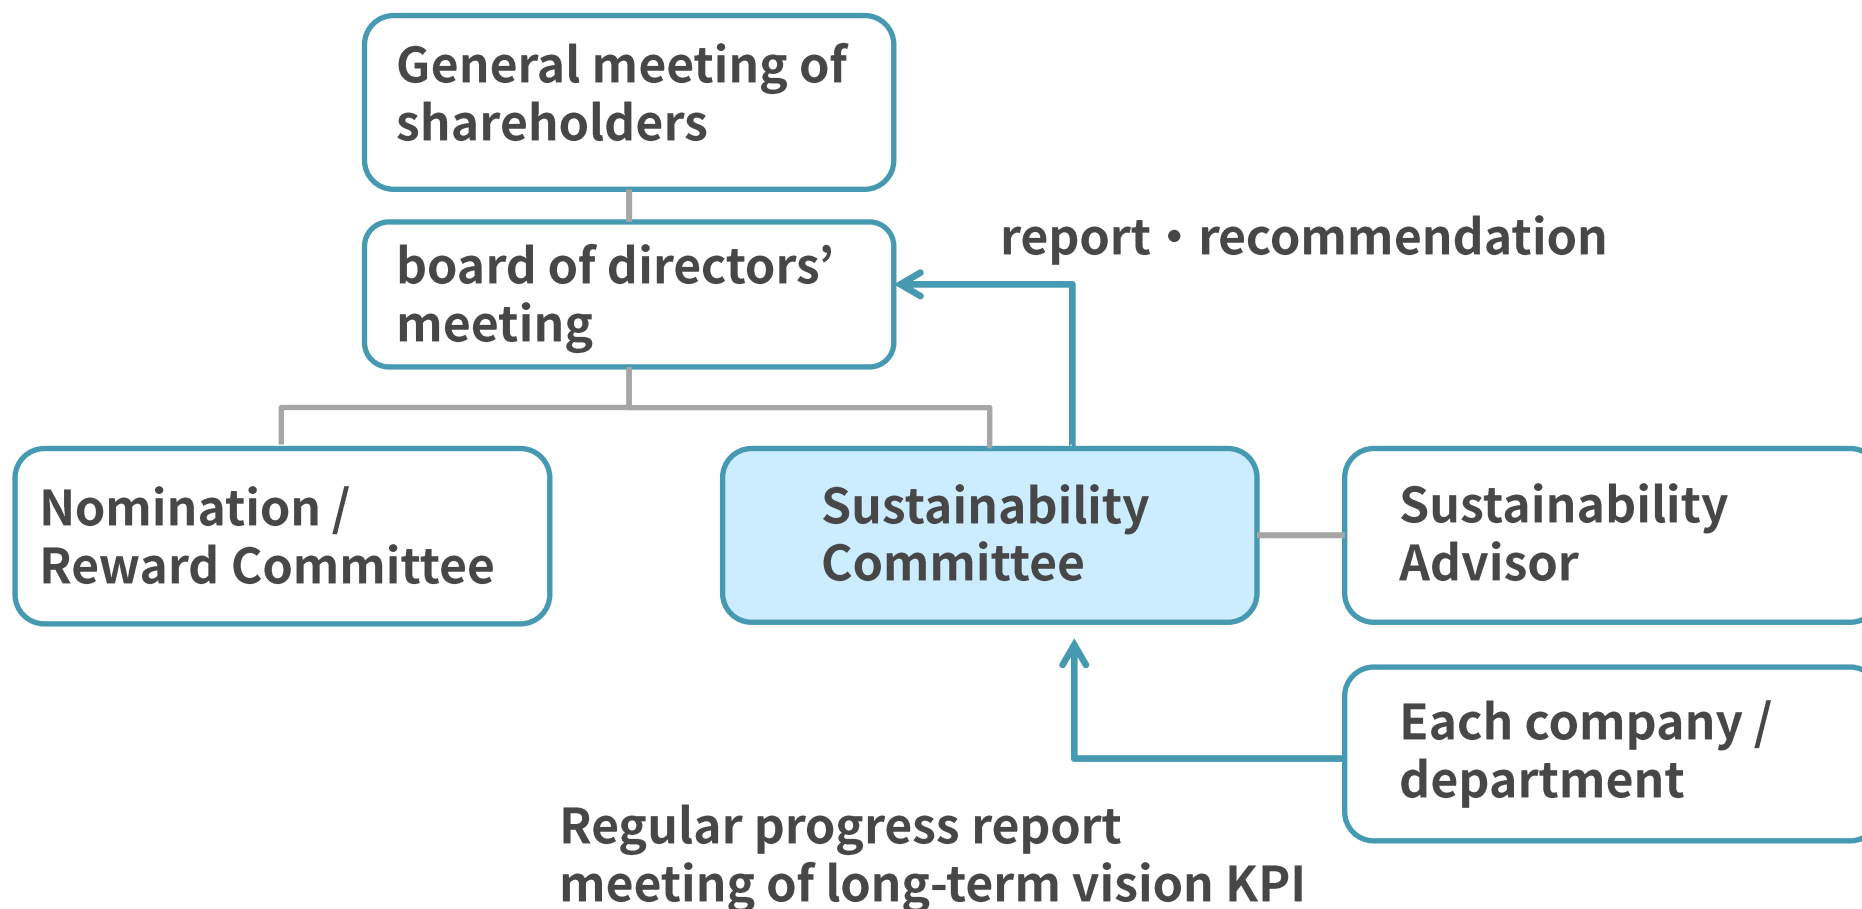 General meeting of
shareholders
board of directors’
meeting
report・recommendation
Nomination /
Reward Committee
Sustainability
Committee
Sustainability
Advisor
Each company /
department
Regular progress report
meeting of long-term vision KPI